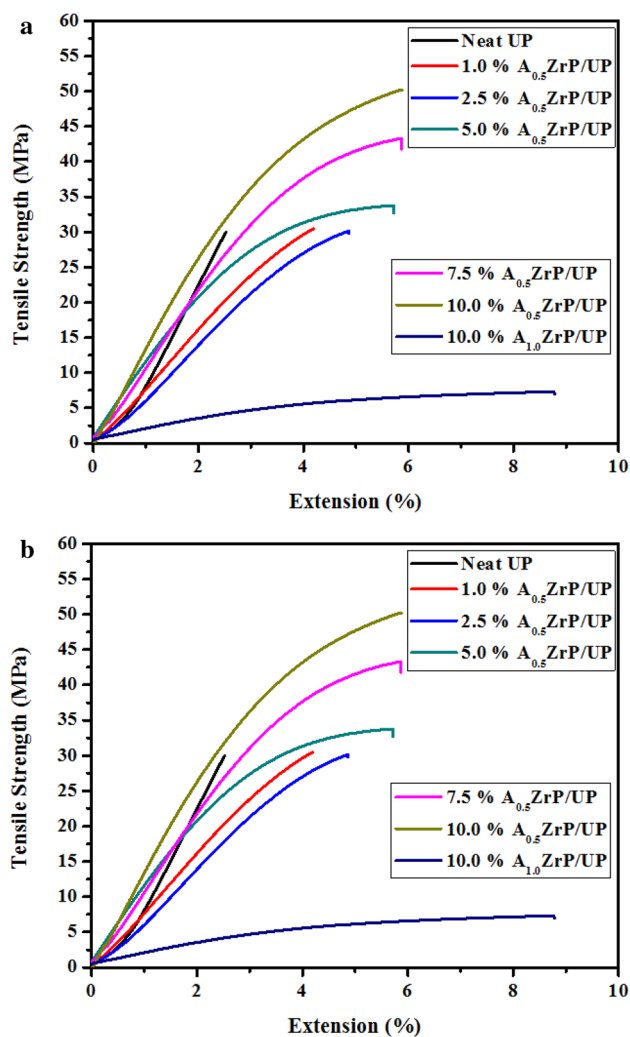 a
Tensile Strength (MPa)
60
55
50
45
40
35
30
25
20
15
10
5
0
Neat UP
1.0 % A0.5ZrP/UP
2.5 % A0.5ZrP/UP
5.0 % A0.5ZrP/UP
7.5 % A0.5ZrP/UP
10.0 % A0.5ZrP/UP
10.0 % A1.0ZrP/UP
0 2 4 6 8 10
Extension (%)
b
Tensile Strength (MPa)
60
55
50
45
40
35
30
25
20
15
10
5
0
Neat UP
1.0 % A0.5ZrP/UP
2.5 % A0.5ZrP/UP
5.0 % A0.5ZrP/UP
7.5 % A0.5ZrP/UP
10.0 % A0.5ZrP/UP
10.0 % A1.0ZrP/UP
0 2 4 6 8 10
Extension (%)